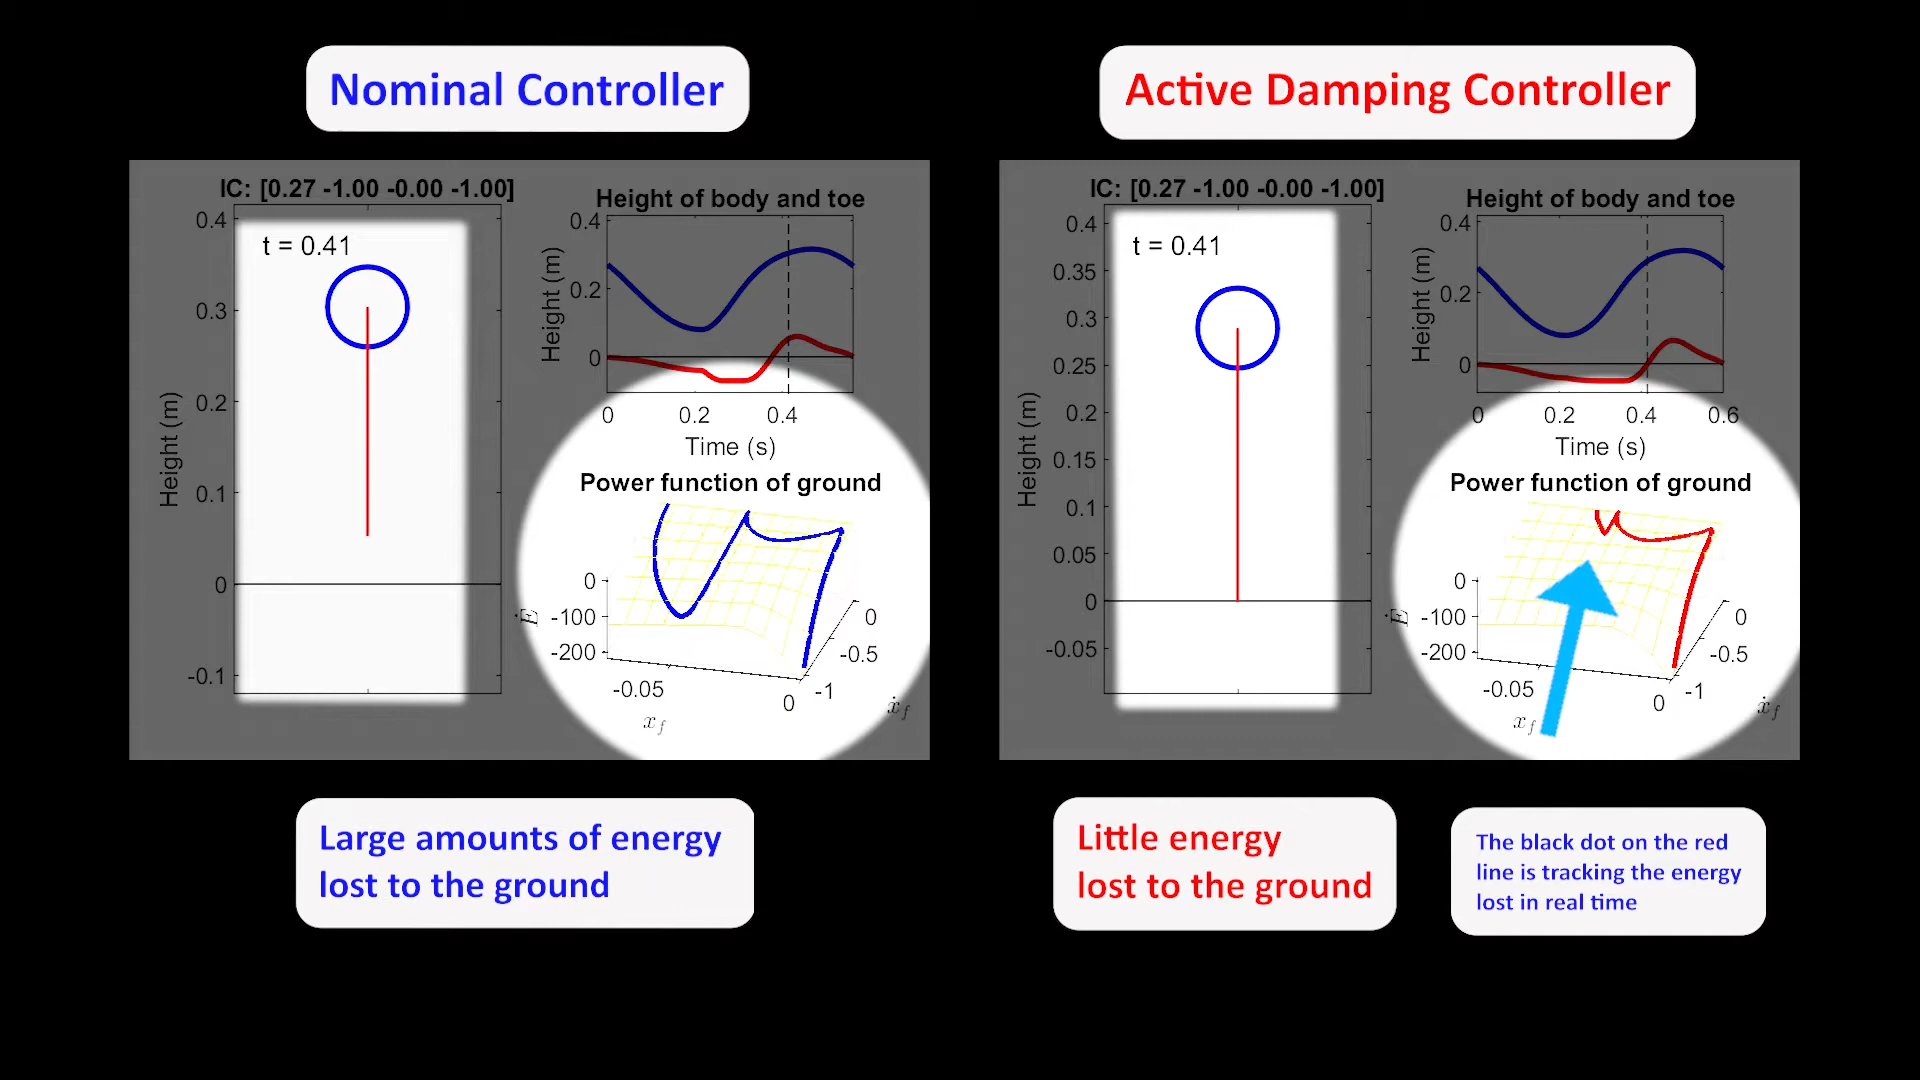 Nominal Controller
Active Damping Controller
IC: [0.27 -1.00 -0.00 -1.00]
t = 0.41
0.4
0.3
0.2
0.1
0
-0.1
Height (m)
Height of body and toe
0.4
0.2
0
Height (m)
0 0.2 0.4
Time (s)
Power function of ground
0
-100
-200
Ė
-0.05
0
x_f
0
-0.5
-1
ẋ_f
IC: [0.27 -1.00 -0.00 -1.00]
t = 0.41
0.4
0.35
0.3
0.25
0.2
0.15
0.1
0.05
0
-0.05
Height (m)
Height of body and toe
0.4
0.2
0
Height (m)
0 0.2 0.4 0.6
Time (s)
Power function of ground
0
-100
-200
Ė
-0.05
0
x_f
0
-0.5
-1
ẋ_f
Large amounts of energy
lost to the ground
Little energy
lost to the ground
The black dot on the red
line is tracking the energy
lost in real time